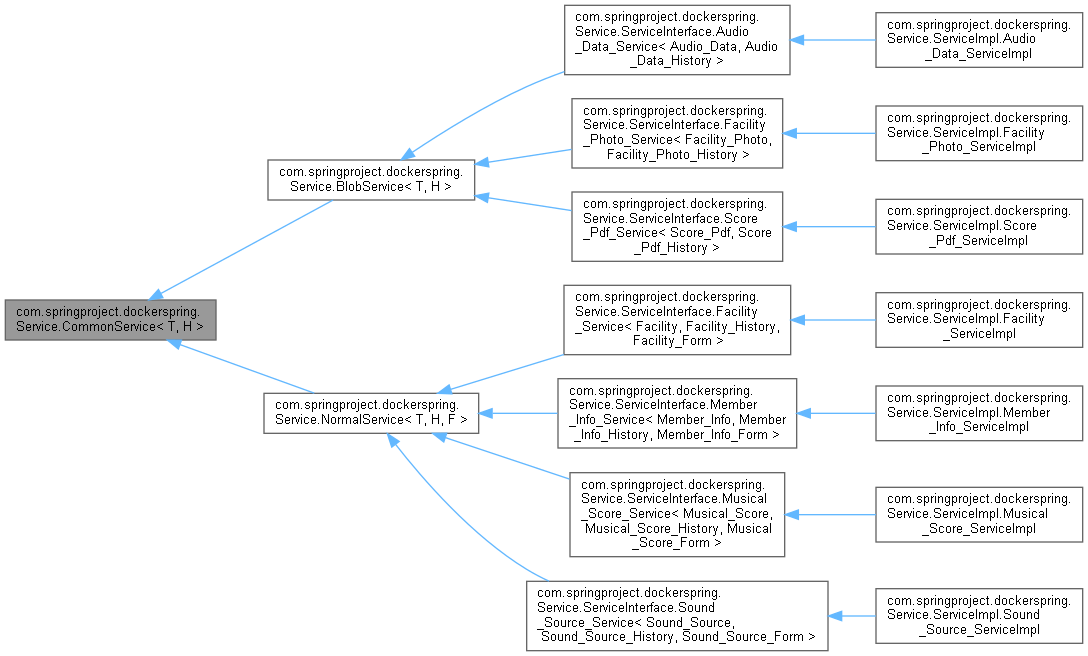 com.springproject.dockerspring.
Service.CommonService< T, H >
com.springproject.dockerspring.
Service.BlobService< T, H >
com.springproject.dockerspring.
Service.NormalService< T, H, F >
com.springproject.dockerspring.
Service.ServiceInterface.Audio
_Data_Service< Audio_Data, Audio
_Data_History >
com.springproject.dockerspring.
Service.ServiceInterface.Facility
_Photo_Service< Facility_Photo,
Facility_Photo_History >
com.springproject.dockerspring.
Service.ServiceInterface.Score
_Pdf_Service< Score_Pdf, Score
_Pdf_History >
com.springproject.dockerspring.
Service.ServiceInterface.Facility
_Service< Facility, Facility_History,
Facility_Form >
com.springproject.dockerspring.
Service.ServiceInterface.Member
_Info_Service< Member_Info, Member
_Info_History, Member_Info_Form >
com.springproject.dockerspring.
Service.ServiceInterface.Musical
_Score_Service< Musical_Score,
Musical_Score_History, Musical
_Score_Form >
com.springproject.dockerspring.
Service.ServiceInterface.Sound
_Source_Service< Sound_Source,
Sound_Source_History, Sound_Source_Form >
com.springproject.dockerspring.
Service.ServiceImpl.Audio
_Data_ServiceImpl
com.springproject.dockerspring.
Service.ServiceImpl.Facility
_Photo_ServiceImpl
com.springproject.dockerspring.
Service.ServiceImpl.Score
_Pdf_ServiceImpl
com.springproject.dockerspring.
Service.ServiceImpl.Facility
_ServiceImpl
com.springproject.dockerspring.
Service.ServiceImpl.Member
_Info_ServiceImpl
com.springproject.dockerspring.
Service.ServiceImpl.Musical
_Score_ServiceImpl
com.springproject.dockerspring.
Service.ServiceImpl.Sound
_Source_ServiceImpl